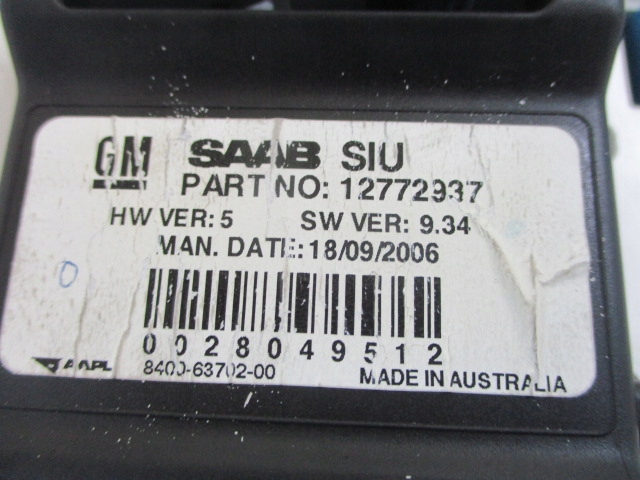 GM SAAB SIU
PART NO: 12772937
HW VER: 5 SW VER: 9.34
MAN. DATE: 18/09/2006
0
0028049512
8400-63702-00 MADE IN AUSTRALIA